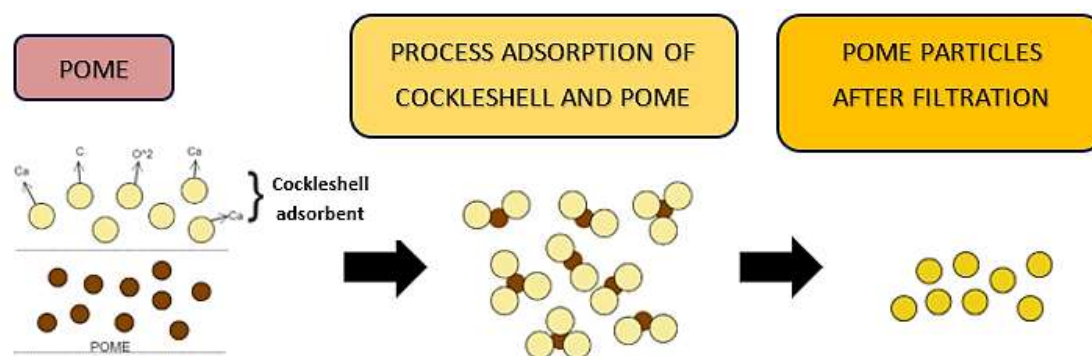 POME
PROCESS ADSORPTION OF
COCKLESHELL AND POME
POME PARTICLES
AFTER FILTRATION
Ca
C
O^2
Ca
Ca
Cockleshell
adsorbent
POME